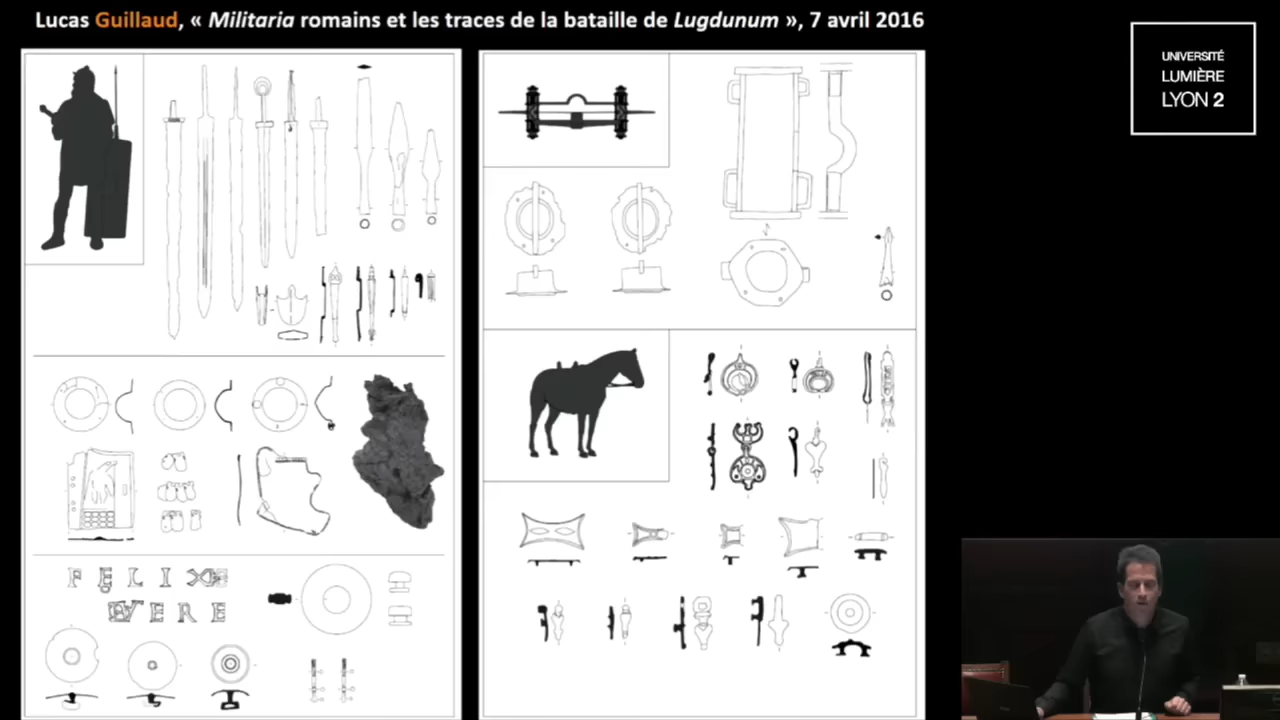 Lucas Guillaud, « Militaria romains et les traces de la bataille de Lugdunum », 7 avril 2016
UNIVERSITÉ
LUMIÈRE
LYON 2
FELIX
VERE